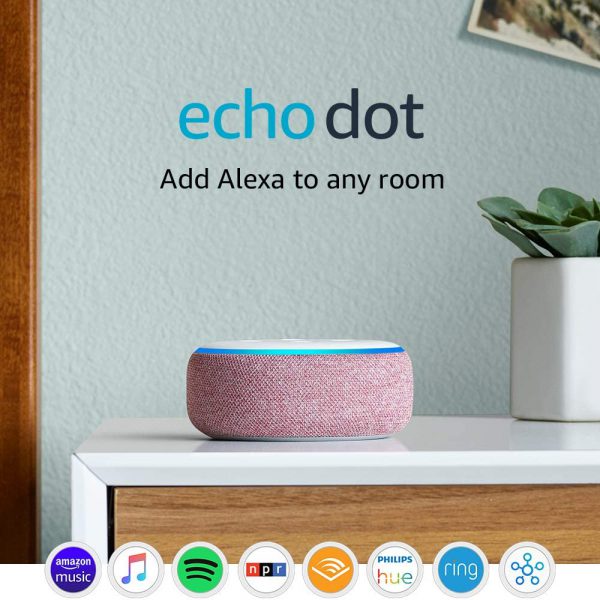 echo dot
Add Alexa to any room
amazon music
npr
PHILIPS
hue
ring